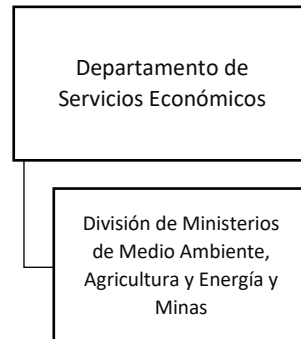 Departamento de
Servicios Económicos
División de Ministerios
de Medio Ambiente,
Agricultura y Energía y
Minas